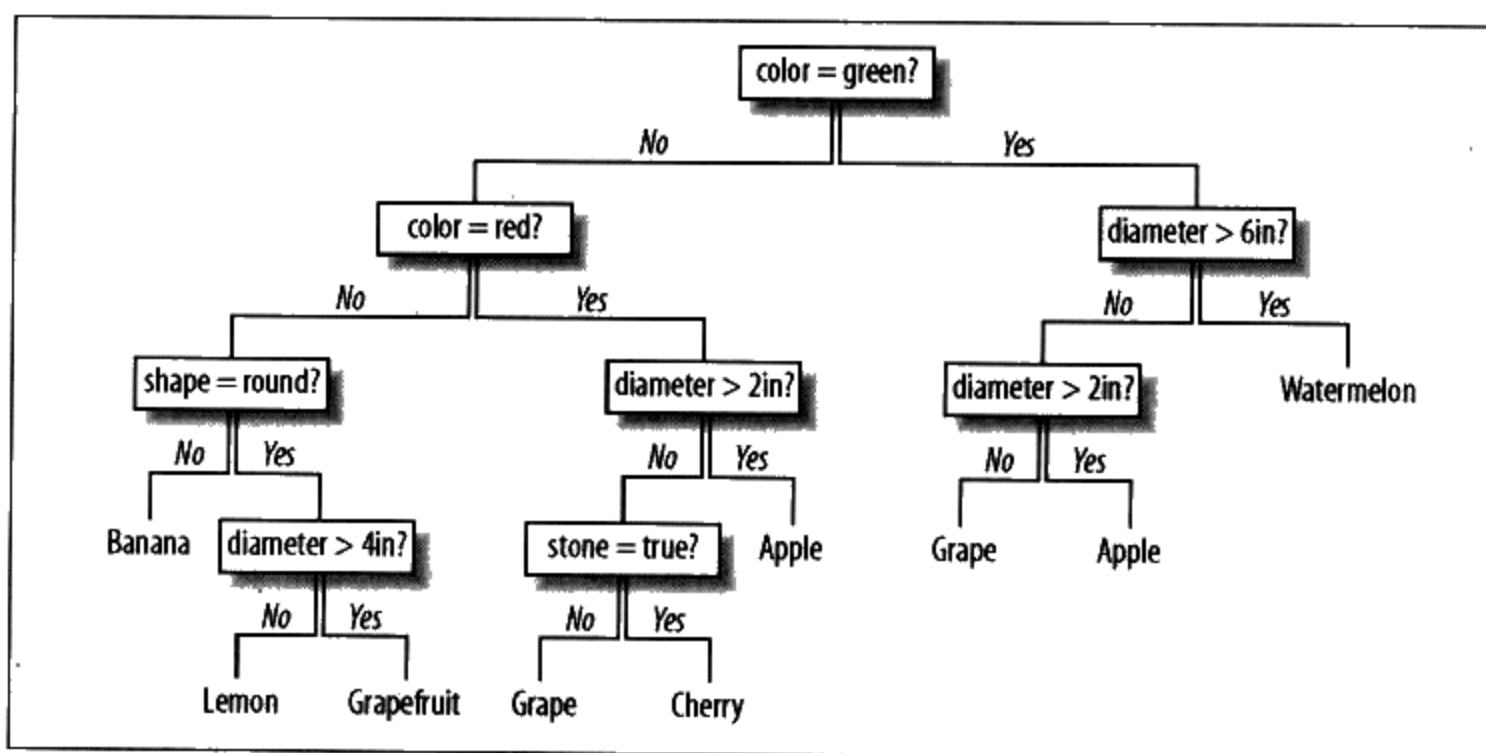 color = green?
No
Yes
color = red?
diameter > 6in?
No
Yes
No
Yes
shape = round?
diameter > 2in?
diameter > 2in?
Watermelon
No
Yes
No
Yes
No
Yes
Banana
diameter > 4in?
stone = true?
Apple
Grape
Apple
No
Yes
No
Yes
Lemon
Grapefruit
Grape
Cherry